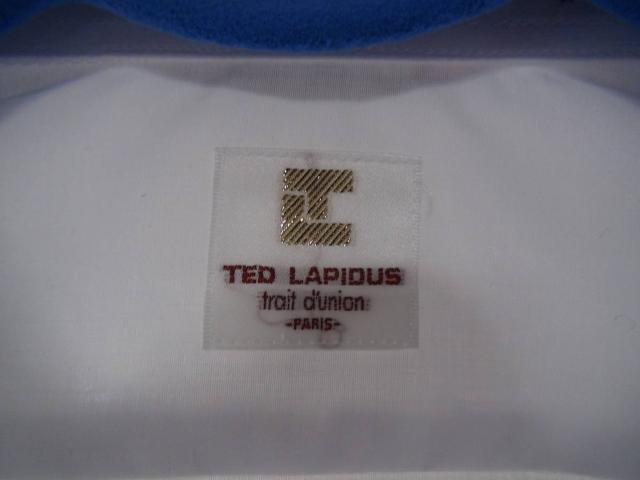 TED LAPIDUS
trait d'union
-PARIS-